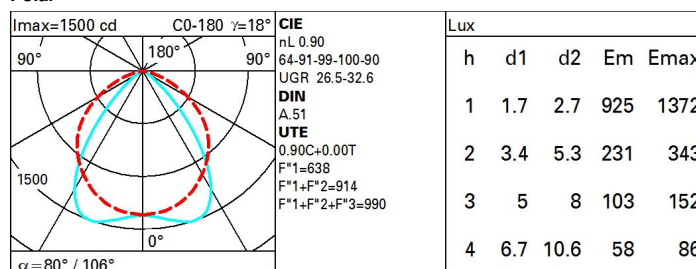 Imax=1500 cd C0-180 γ=18°
90° 180° 90°
1500
0°
α=80° / 106°
CIE
nL 0.90
64-91-99-100-90
UGR 26.5-32.6
DIN
A.51
UTE
0.90C+0.00T
F"1=638
F"1+F"2=914
F"1+F"2+F"3=990
Lux
h d1 d2 Em Emax
1 1.7 2.7 925 1372
2 3.4 5.3 231 343
3 5 8 103 152
4 6.7 10.6 58 86